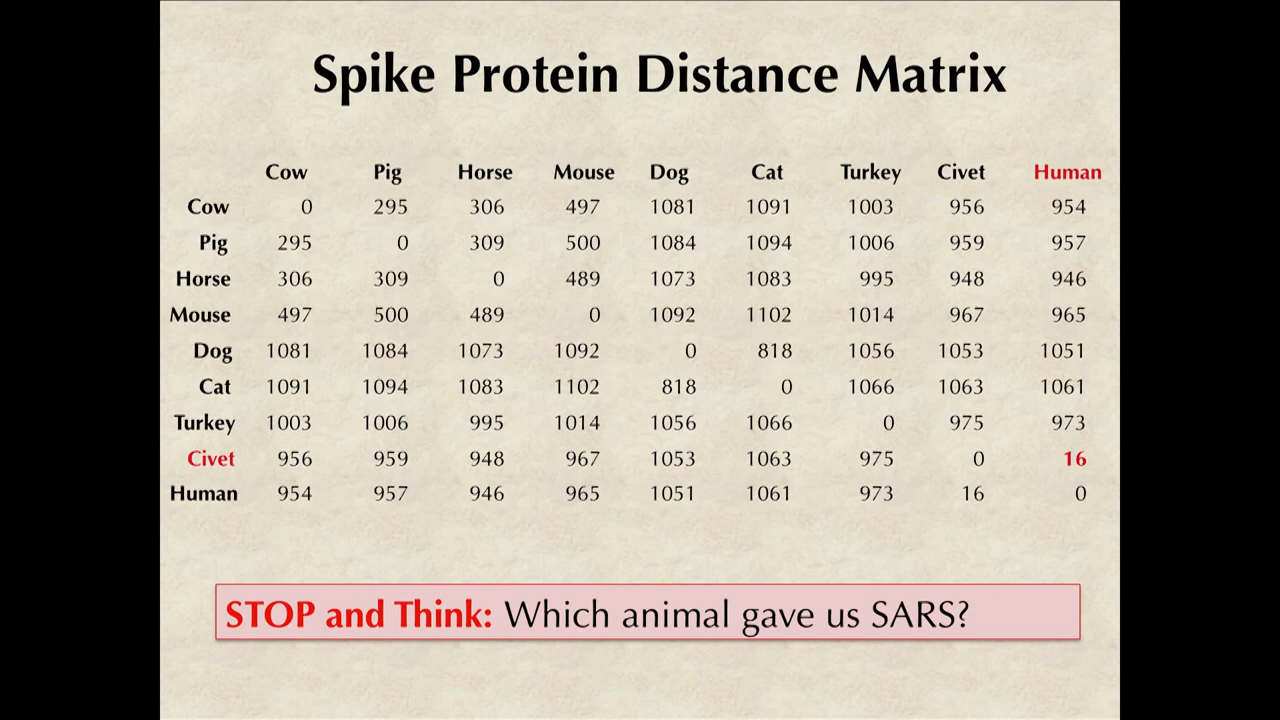 Spike Protein Distance Matrix
Cow Pig Horse Mouse Dog Cat Turkey Civet Human
Cow 0 295 306 497 1081 1091 1003 956 954
Pig 295 0 309 500 1084 1094 1006 959 957
Horse 306 309 0 489 1073 1083 995 948 946
Mouse 497 500 489 0 1092 1102 1014 967 965
Dog 1081 1084 1073 1092 0 818 1056 1053 1051
Cat 1091 1094 1083 1102 818 0 1066 1063 1061
Turkey 1003 1006 995 1014 1056 1066 0 975 973
Civet 956 959 948 967 1053 1063 975 0 16
Human 954 957 946 965 1051 1061 973 16 0
STOP and Think: Which animal gave us SARS?